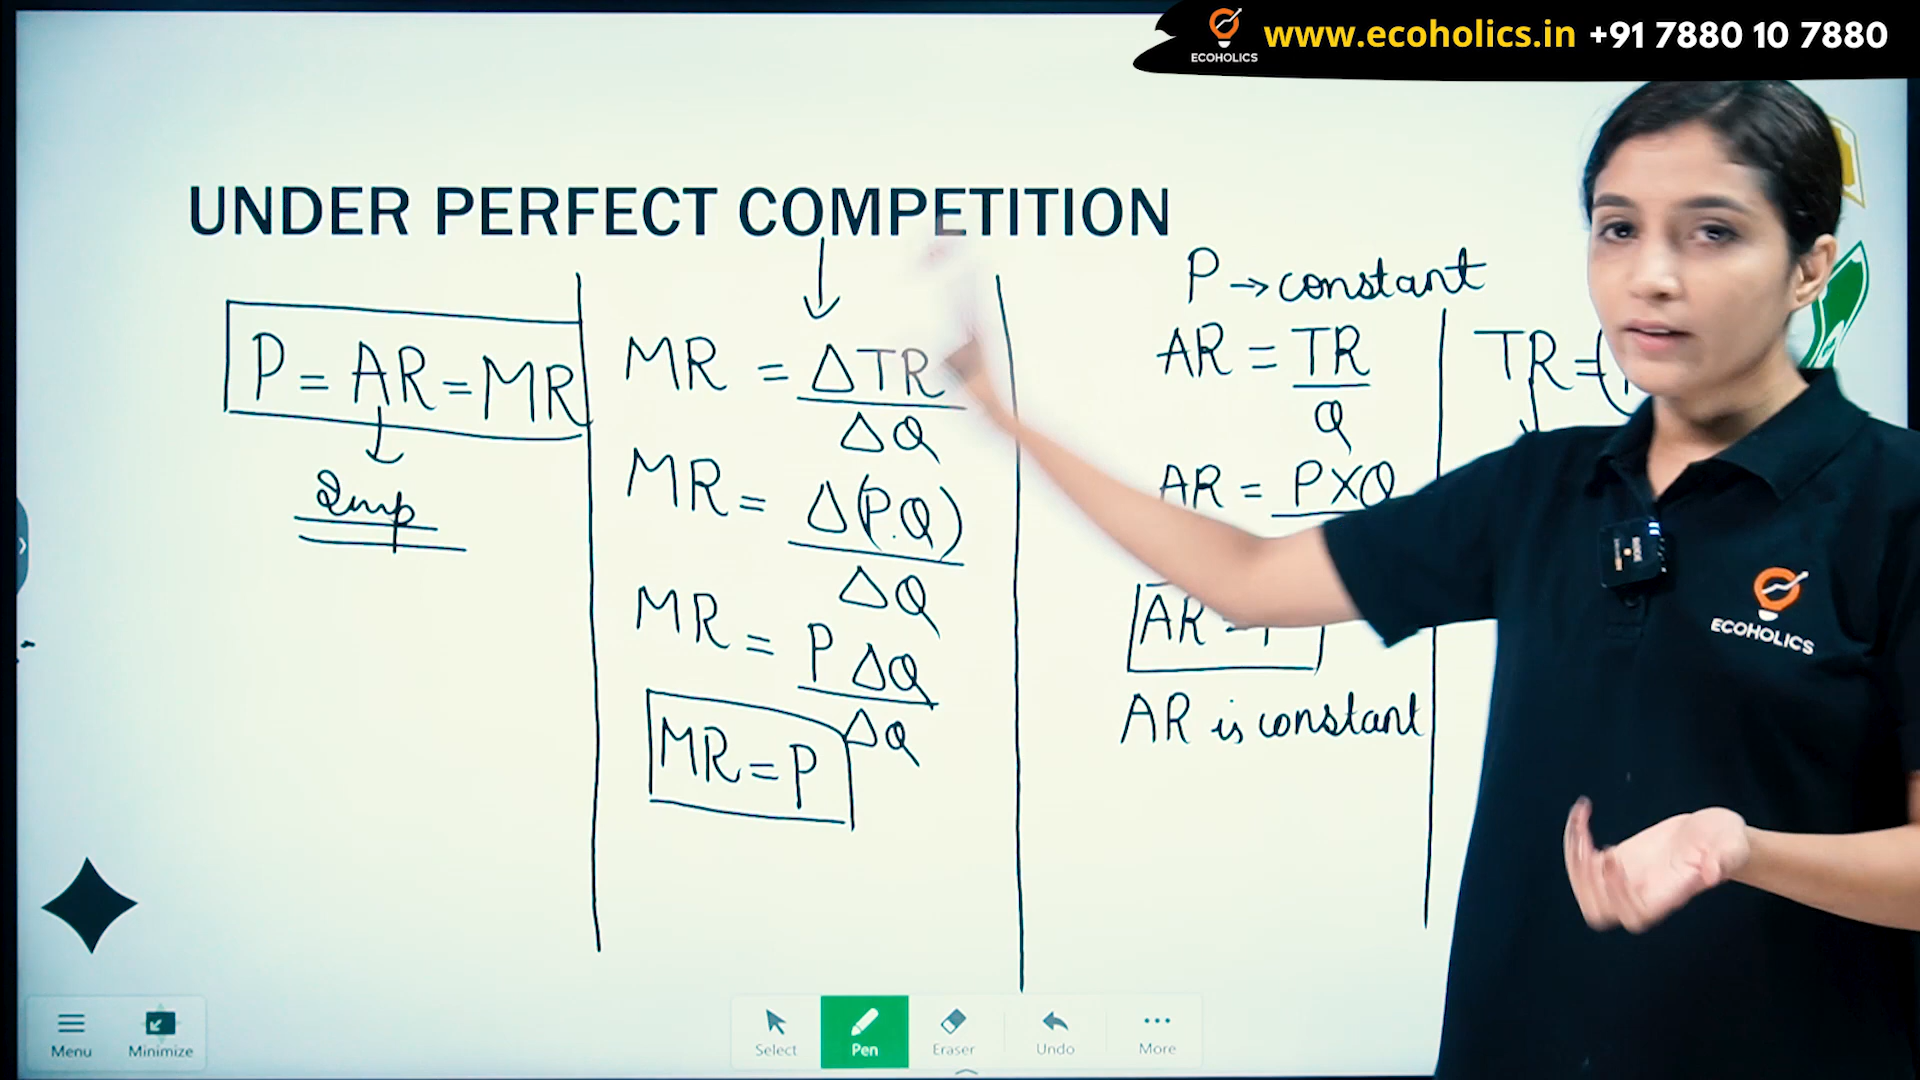 www.ecoholics.in +91 7880 10 7880
ECOHOLICS
UNDER PERFECT COMPETITION
P = AR = MR
Imp
MR = ΔTR
ΔQ
MR = Δ(P.Q)
ΔQ
MR = P ΔQ
ΔQ
MR = P
P → constant
AR = TR
Q
AR = P×Q
AR =
AR is constant
TR = (
ECOHOLICS
Menu
Minimize
Select
Pen
Eraser
Undo
More